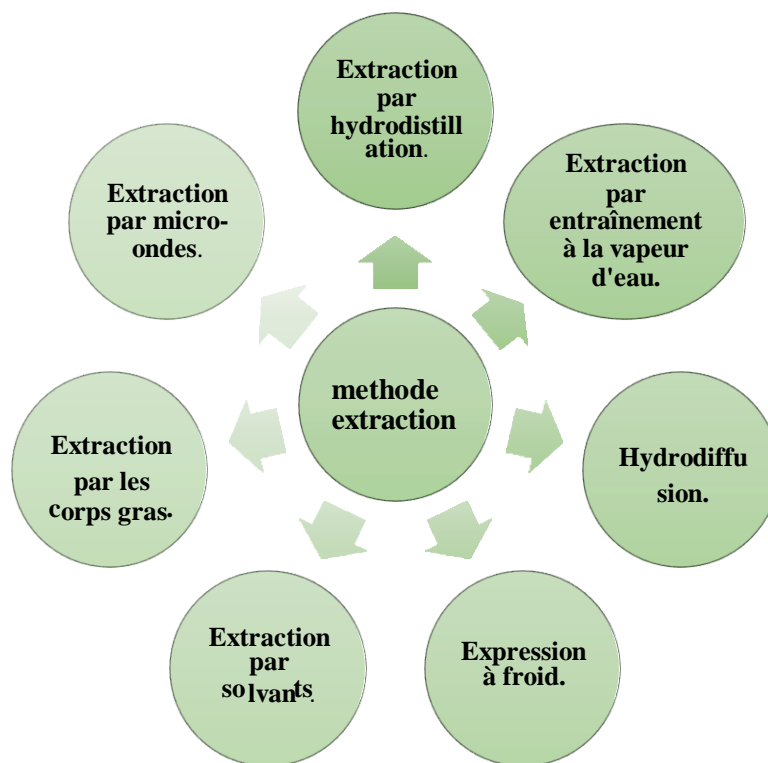 Extraction
par
hydrodistill
ation.
Extraction
par
entraînement
à la vapeur
d'eau.
Hydrodiffu
sion.
Expression
à froid.
Extraction
par
solvants.
Extraction
par les
corps gras.
Extraction
par micro-
ondes.
methode
extraction